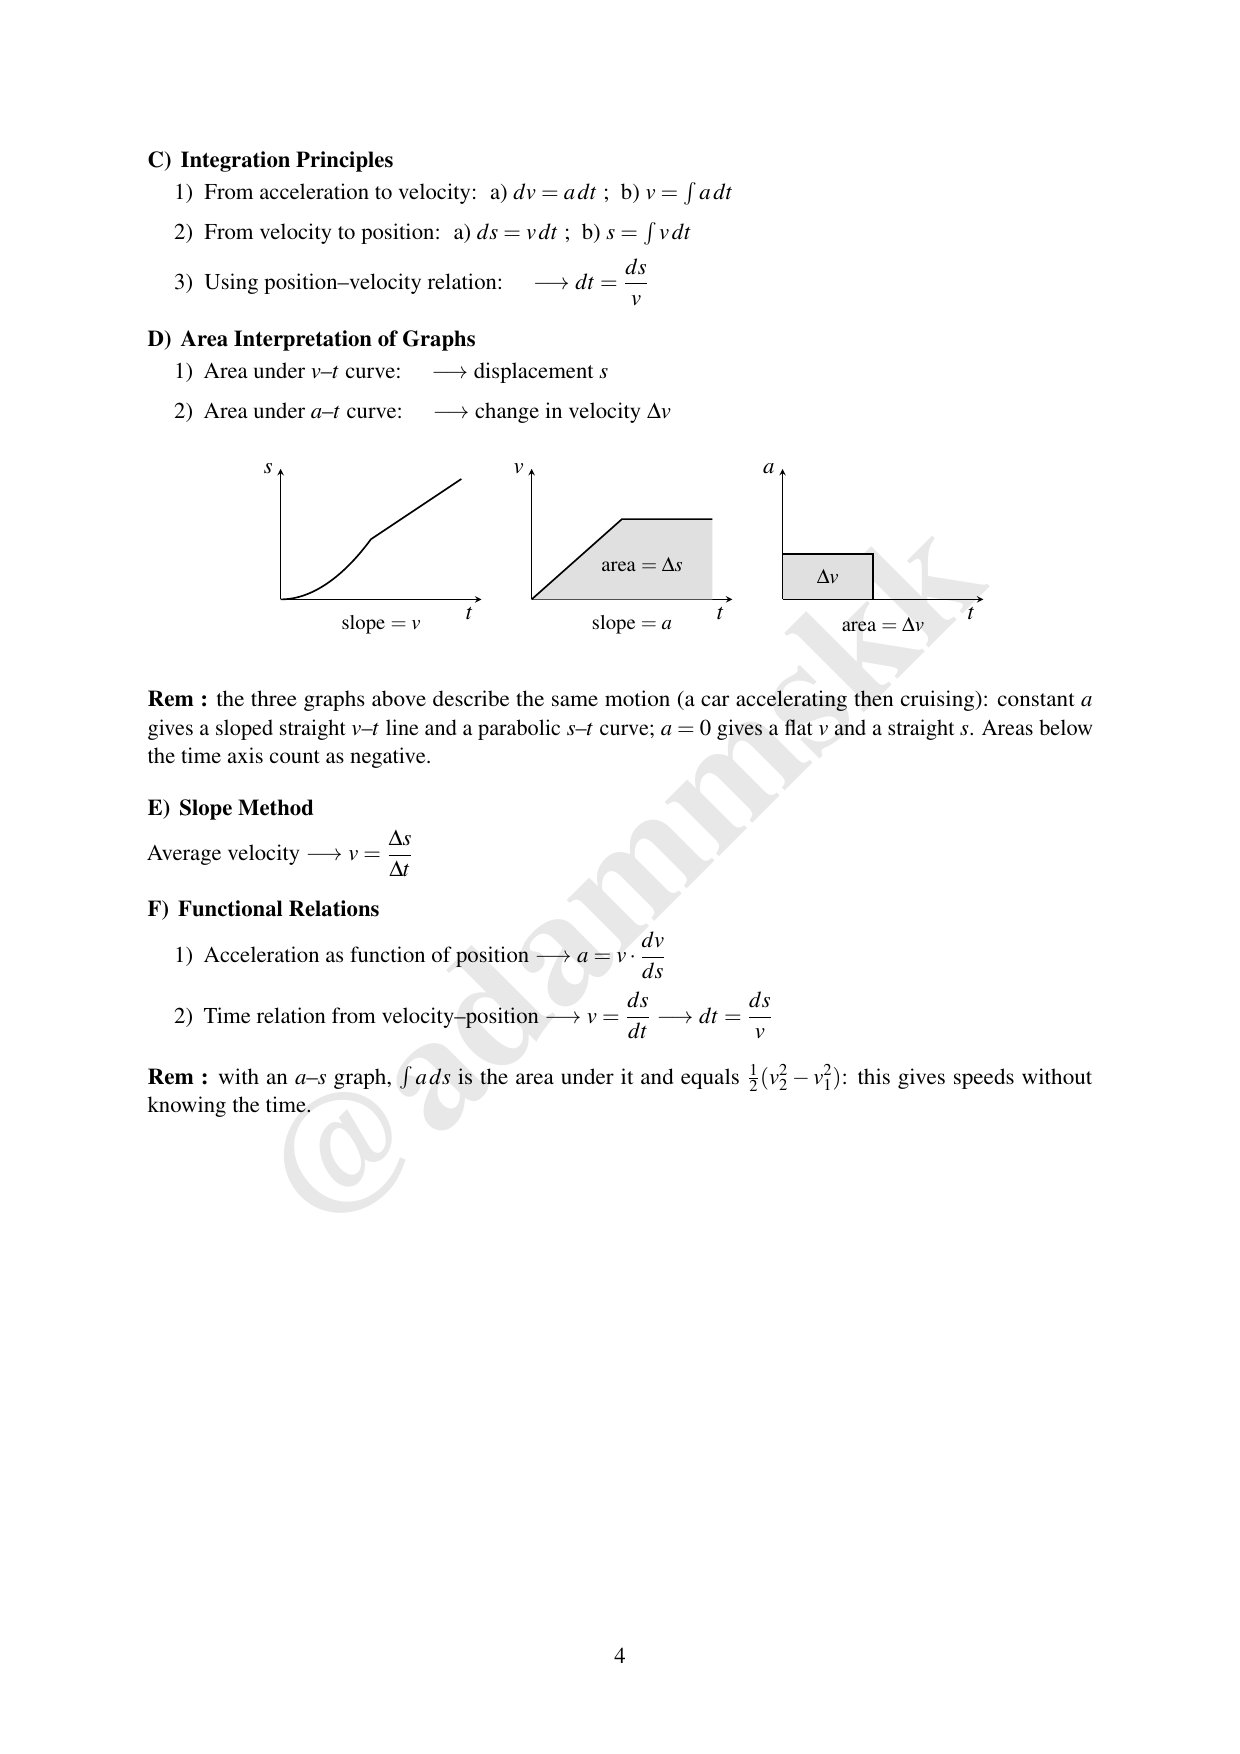 C) Integration Principles
1) From acceleration to velocity: a) dv = a dt ; b) v = ∫ a dt
2) From velocity to position: a) ds = v dt ; b) s = ∫ v dt
3) Using position–velocity relation: ⟶ dt = ds/v
D) Area Interpretation of Graphs
1) Area under v–t curve: ⟶ displacement s
2) Area under a–t curve: ⟶ change in velocity Δv
s
t
slope = v
v
area = Δs
t
slope = a
a
Δv
t
area = Δv
Rem : the three graphs above describe the same motion (a car accelerating then cruising): constant a
gives a sloped straight v–t line and a parabolic s–t curve; a = 0 gives a flat v and a straight s. Areas below
the time axis count as negative.
E) Slope Method
Average velocity ⟶ v = Δs/Δt
F) Functional Relations
1) Acceleration as function of position ⟶ a = v · dv/ds
2) Time relation from velocity–position ⟶ v = ds/dt ⟶ dt = ds/v
Rem : with an a–s graph, ∫ a ds is the area under it and equals ½(v₂² − v₁²): this gives speeds without
knowing the time.
@adammskk
4